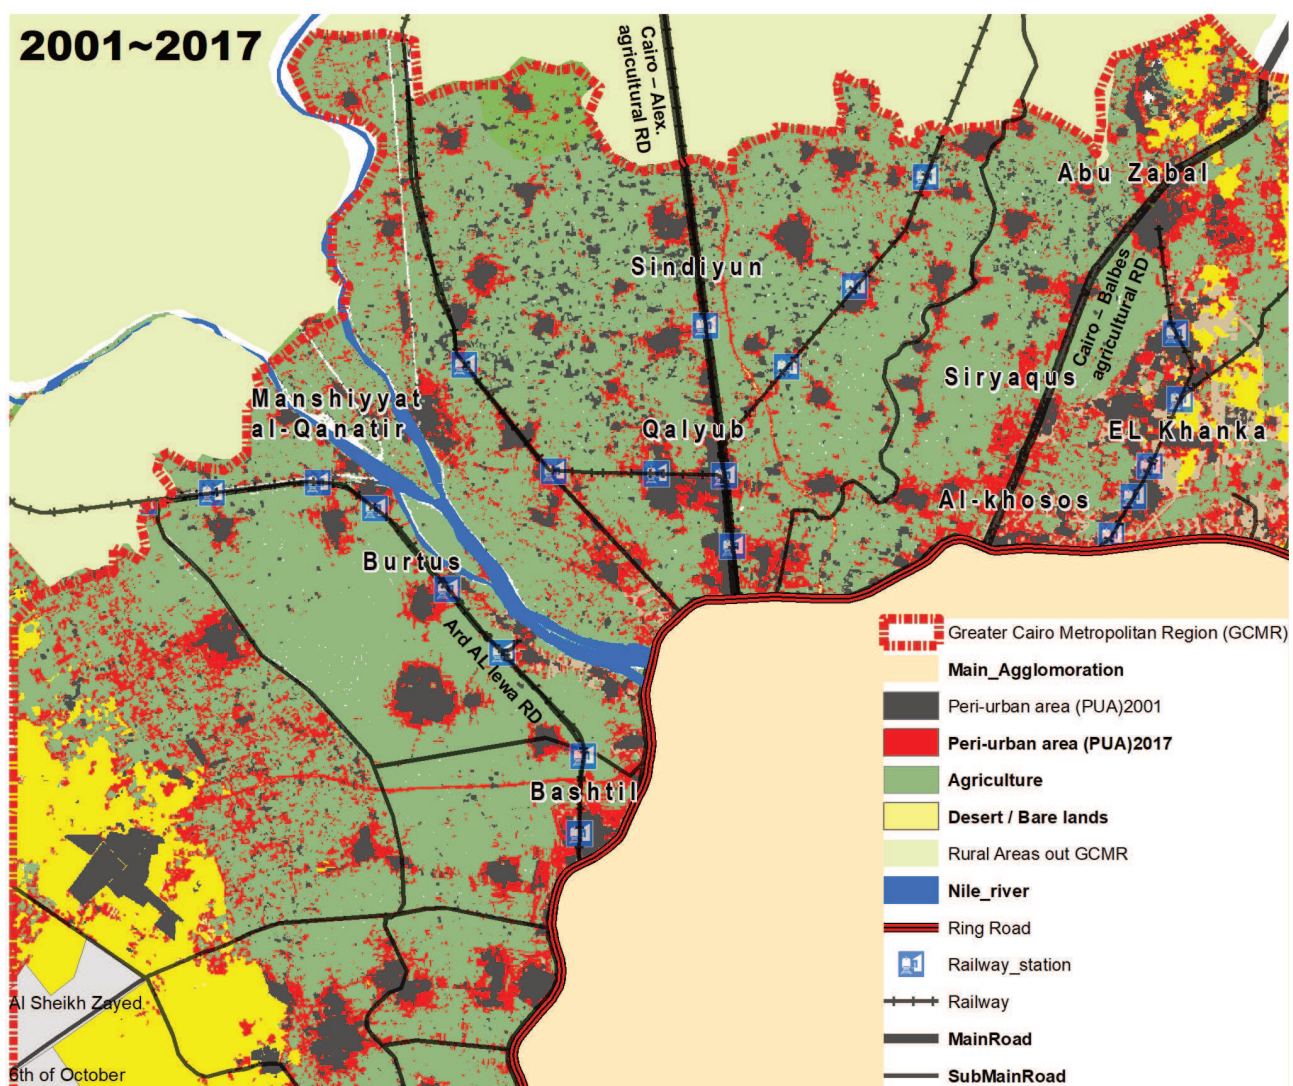 2001~2017
Cairo – Alex.
agricultural RD
Abu Zabal
Sindiyun
Cairo – Balbes
agricultural RD
Siryaqus
Manshiyyat
al-Qanatir
Qalyub
EL Khanka
Al-khosos
Burtus
Ard AL lewa RD
Bashtil
Al Sheikh Zayed
6th of October
Greater Cairo Metropolitan Region (GCMR)
Main_Agglomoration
Peri-urban area (PUA)2001
Peri-urban area (PUA)2017
Agriculture
Desert / Bare lands
Rural Areas out GCMR
Nile_river
Ring Road
Railway_station
Railway
MainRoad
SubMainRoad